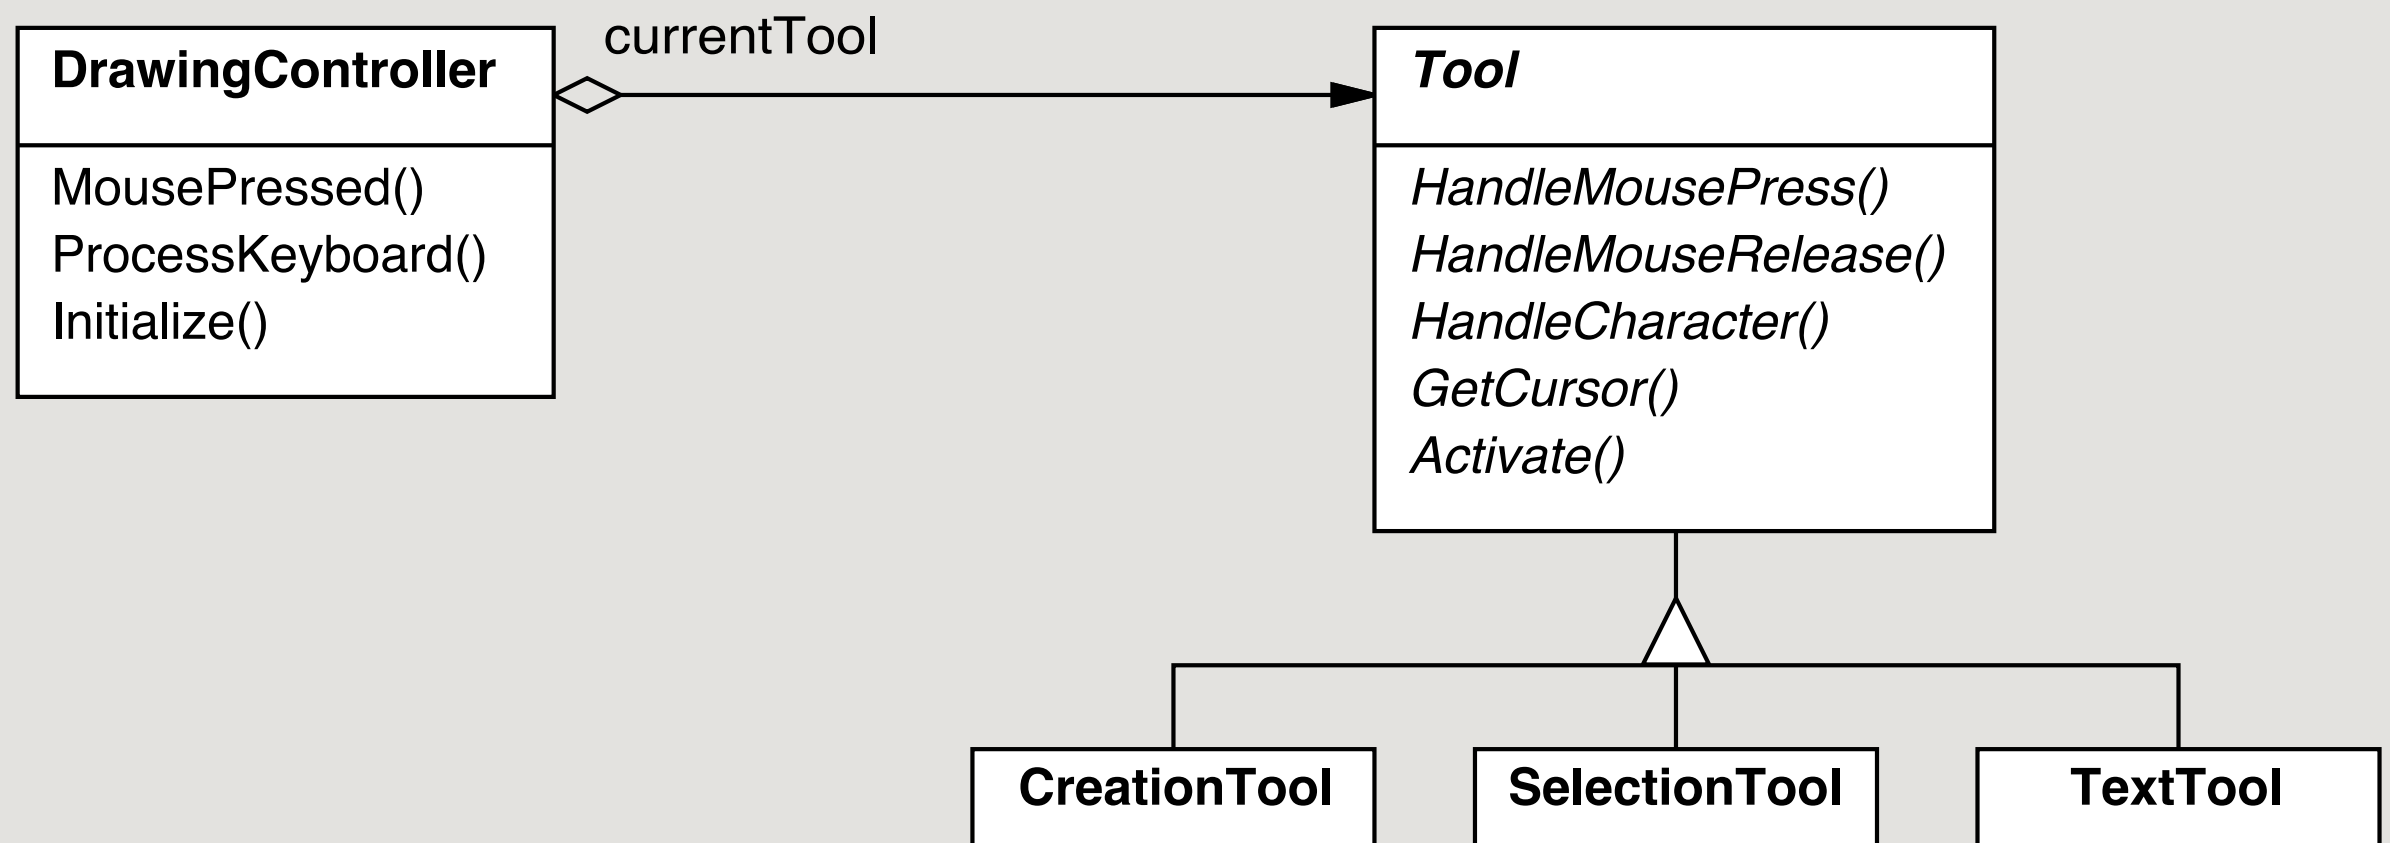 currentTool
DrawingController
MousePressed()
ProcessKeyboard()
Initialize()
Tool
HandleMousePress()
HandleMouseRelease()
HandleCharacter()
GetCursor()
Activate()
CreationTool
SelectionTool
TextTool